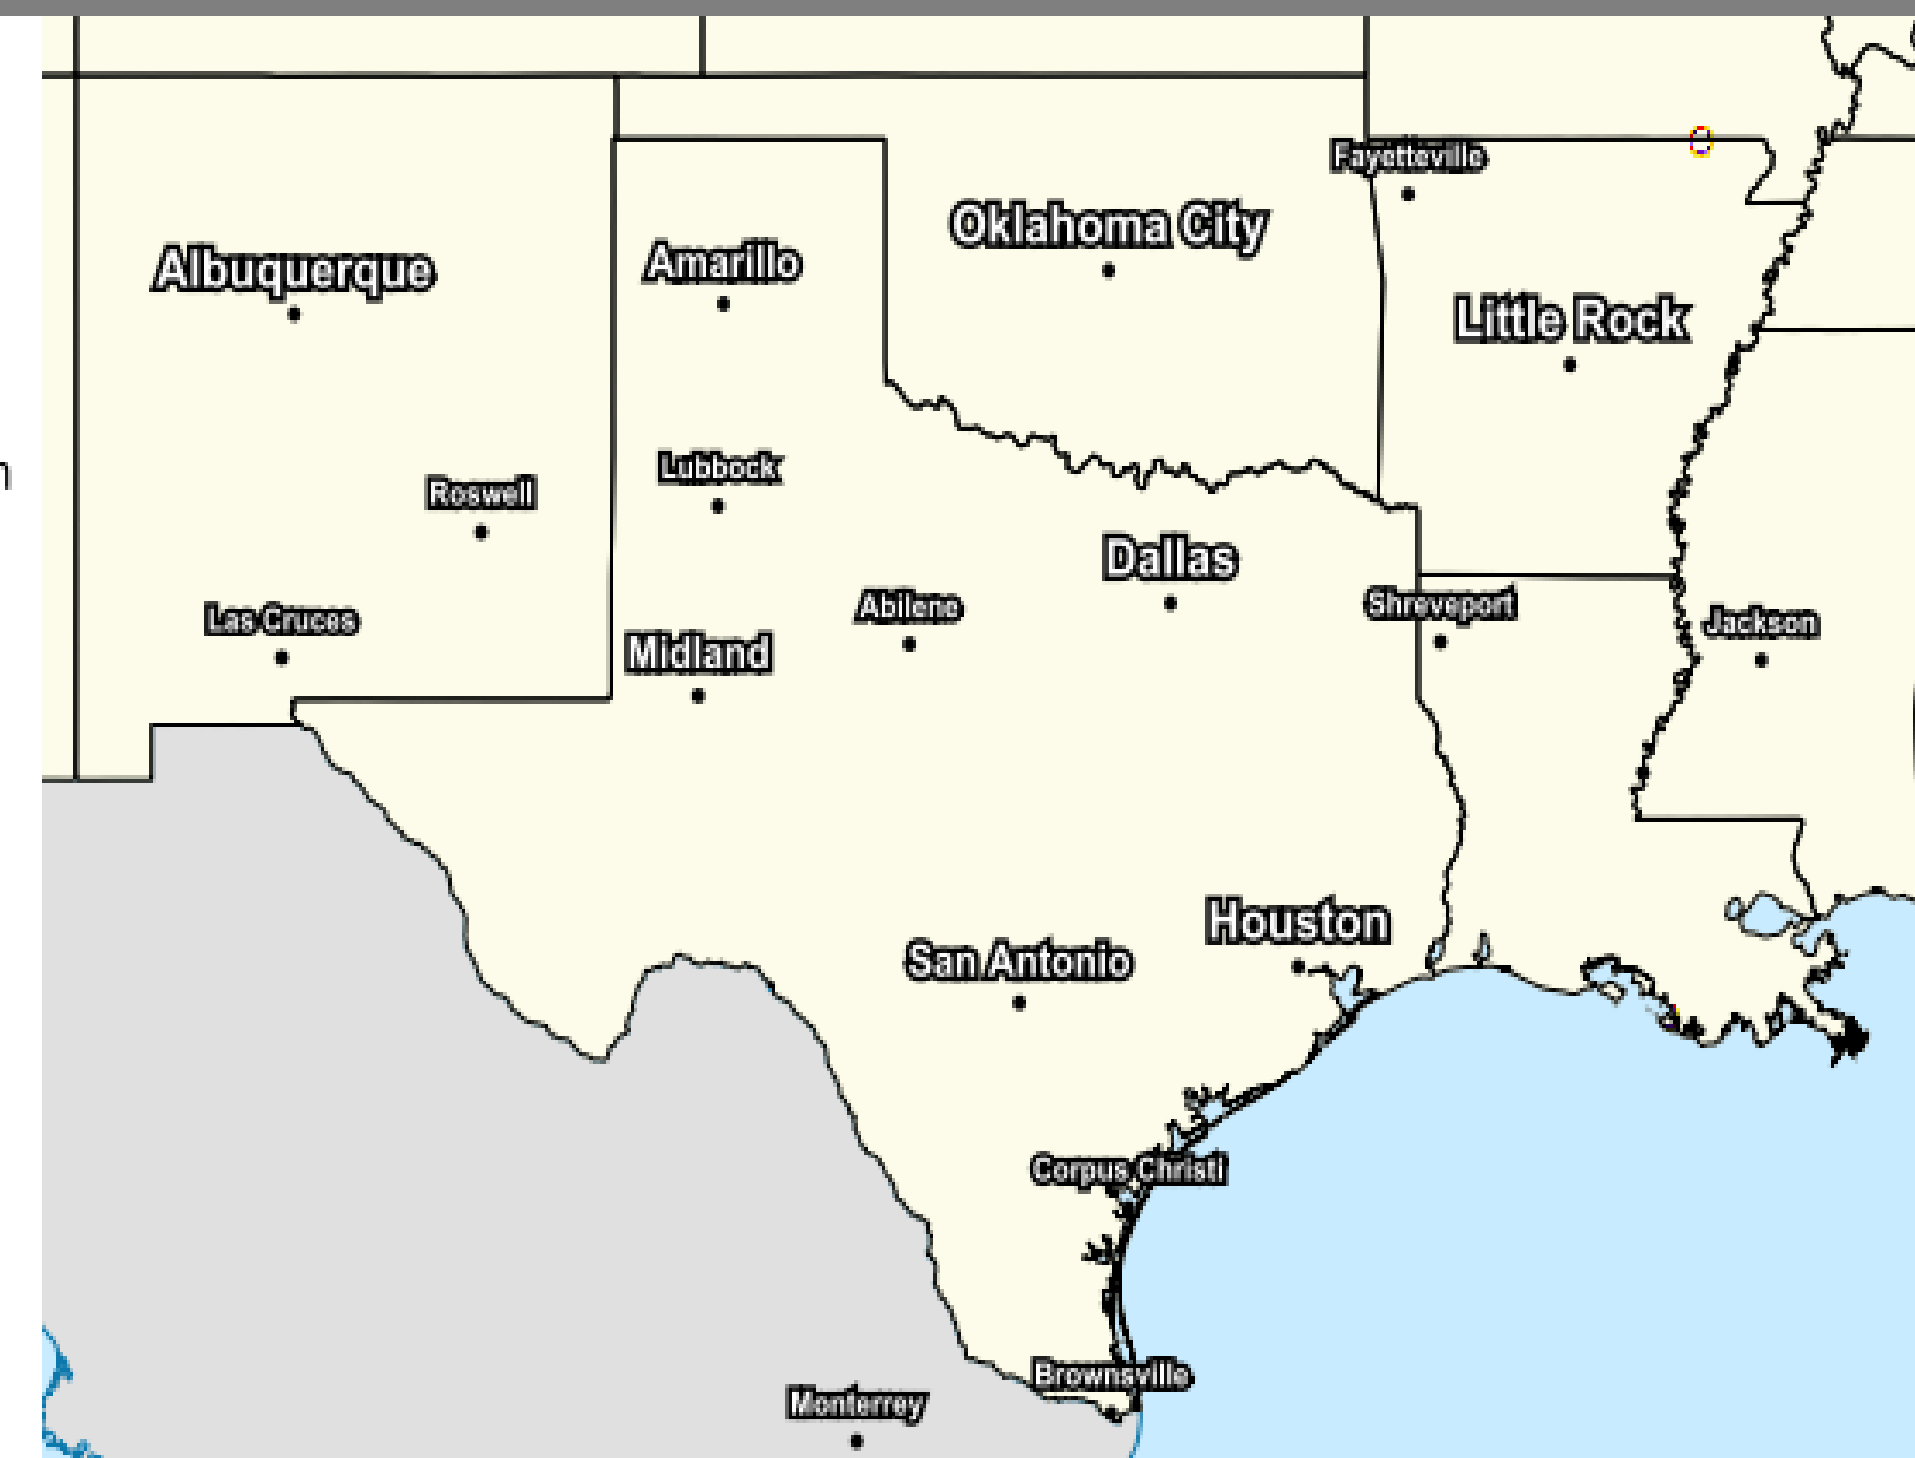 Fayetteville
Oklahoma City
Albuquerque
Amarillo
Little Rock
Lubbock
Roswell
Dallas
Abilene
Shreveport
Las Cruces
Jackson
Midland
Houston
San Antonio
Corpus Christi
Brownsville
Monterrey